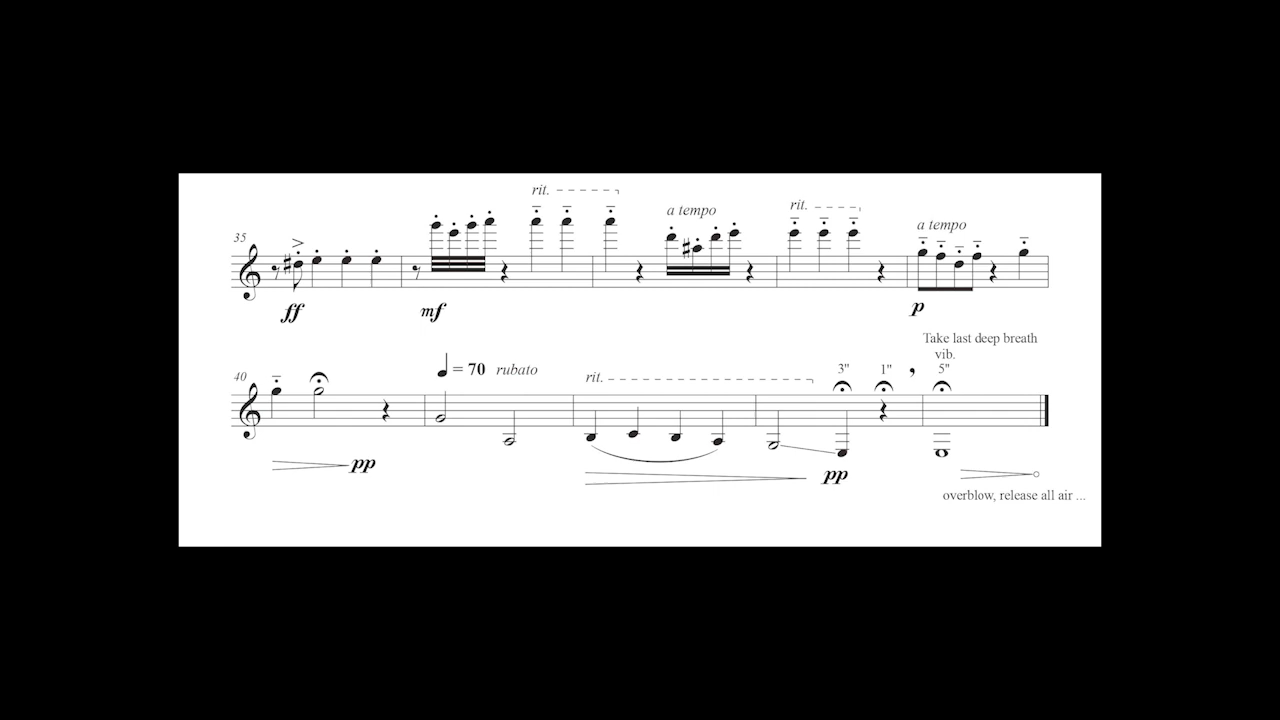 rit.
rit.
a tempo
a tempo
35
ff
mf
p
Take last deep breath
vib.
= 70 rubato
rit.
3" 1" 5"
40
pp
pp
overblow, release all air ...